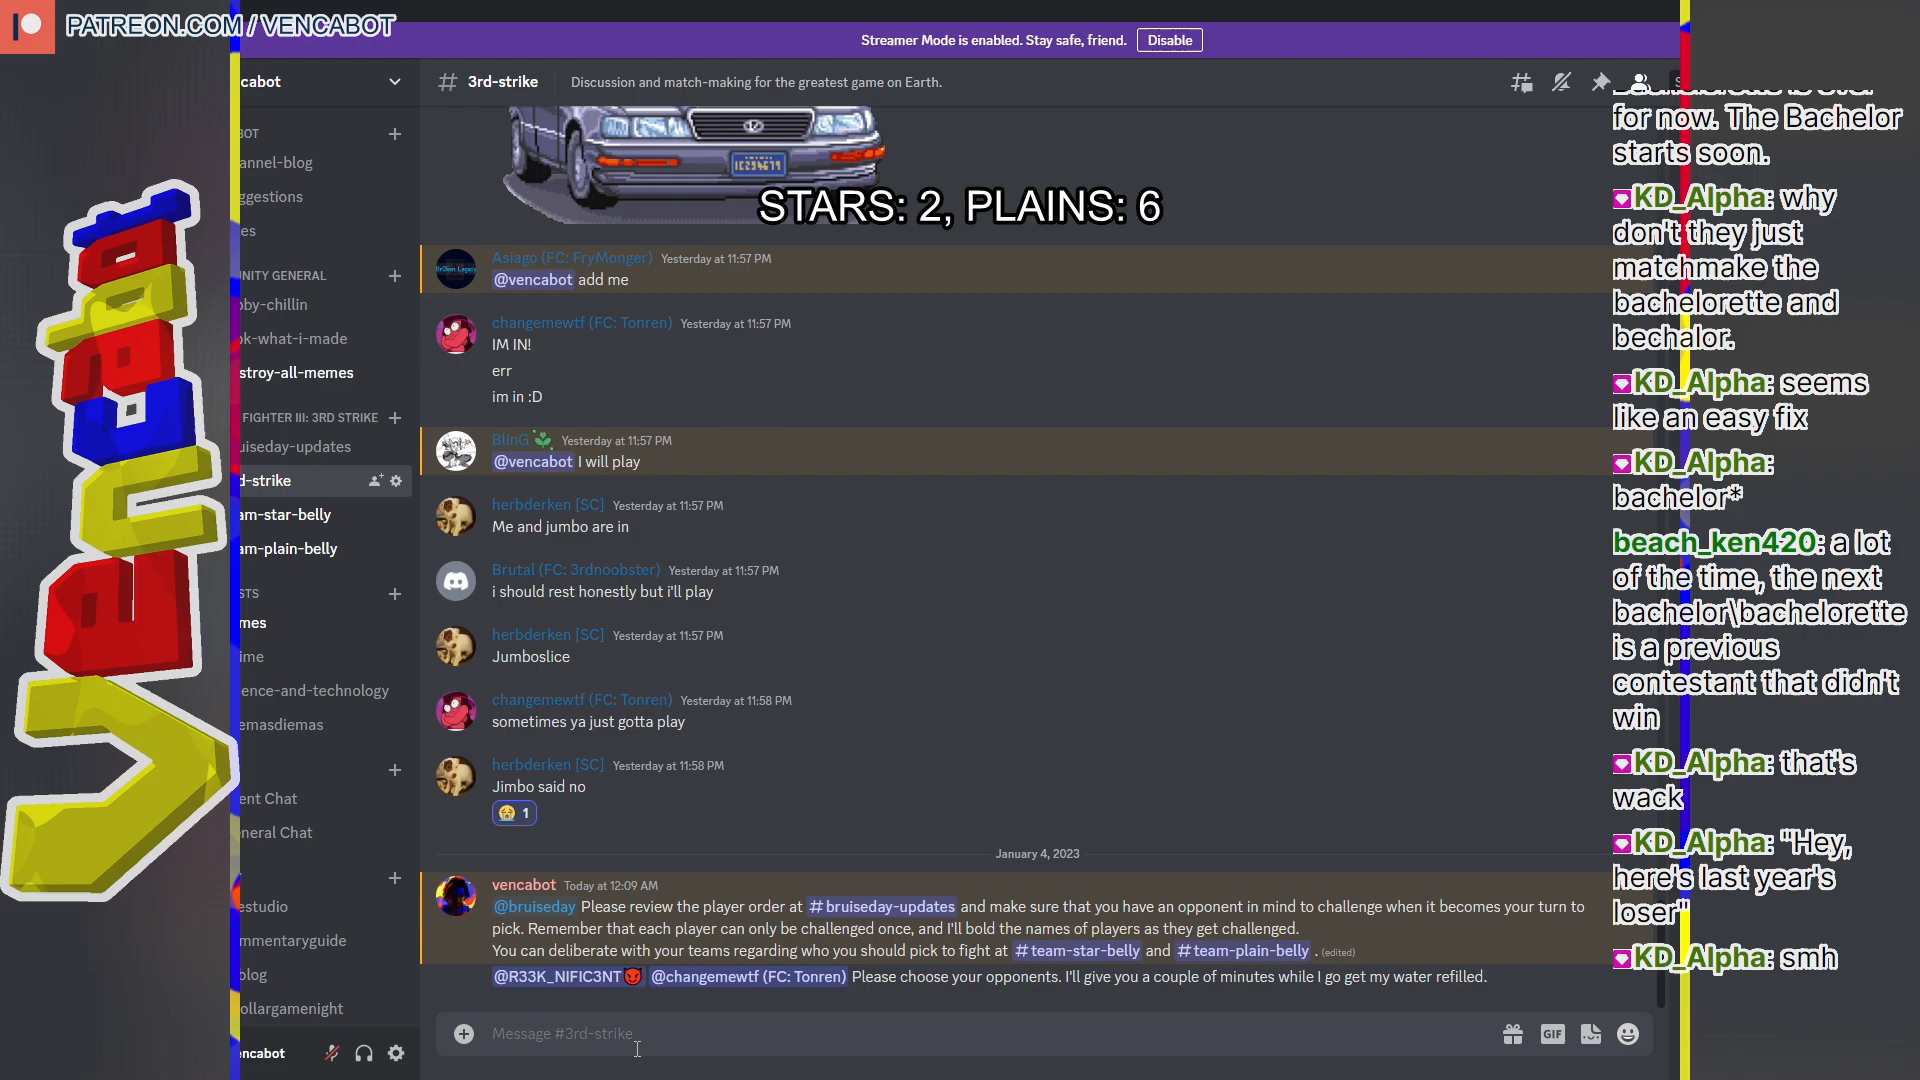 PATREON.COM / VENCABOT
Streamer Mode is enabled. Stay safe, friend.
Disable
cabot
3rd-strike
Discussion and match-making for the greatest game on Earth.
vencabot
BOT
annel-blog
ggestions
es
NITY GENERAL
bby-chillin
ok-what-i-made
stroy-all-memes
FIGHTER III: 3RD STRIKE
uiseday-updates
d-strike
am-star-belly
am-plain-belly
STS
mes
ime
ence-and-technology
emasdiemas
ent Chat
neral Chat
estudio
mmentaryguide
blog
ollargamenight
encabot
STARS: 2, PLAINS: 6
Asiago (FC: FryMonger) Yesterday at 11:57 PM
@vencabot add me
changemewtf (FC: Tonren) Yesterday at 11:57 PM
IM IN!
err
im in :D
BlinG Yesterday at 11:57 PM
@vencabot I will play
herbderken [SC] Yesterday at 11:57 PM
Me and jumbo are in
Brutal (FC: 3rdnoobster) Yesterday at 11:57 PM
i should rest honestly but i'll play
herbderken [SC] Yesterday at 11:57 PM
Jumboslice
changemewtf (FC: Tonren) Yesterday at 11:58 PM
sometimes ya just gotta play
herbderken [SC] Yesterday at 11:58 PM
Jimbo said no
1
January 4, 2023
vencabot Today at 12:09 AM
@bruiseday Please review the player order at # bruiseday-updates and make sure that you have an opponent in mind to challenge when it becomes your turn to
pick. Remember that each player can only be challenged once, and I'll bold the names of players as they get challenged.
You can deliberate with your teams regarding who you should pick to fight at # team-star-belly and # team-plain-belly . (edited)
@R33K_NIFIC3NT😈 @changemewtf (FC: Tonren) Please choose your opponents. I'll give you a couple of minutes while I go get my water refilled.
Message #3rd-strike
GIF
for now. The Bachelor
starts soon.
KD_Alpha: why
don't they just
matchmake the
bachelorette and
bechalor.
KD_Alpha: seems
like an easy fix
KD_Alpha:
bachelor*
beach_ken420: a lot
of the time, the next
bachelor\bachelorette
is a previous
contestant that didn't
win
KD_Alpha: that's
wack
KD_Alpha: "Hey,
here's last year's
loser"
KD_Alpha: smh